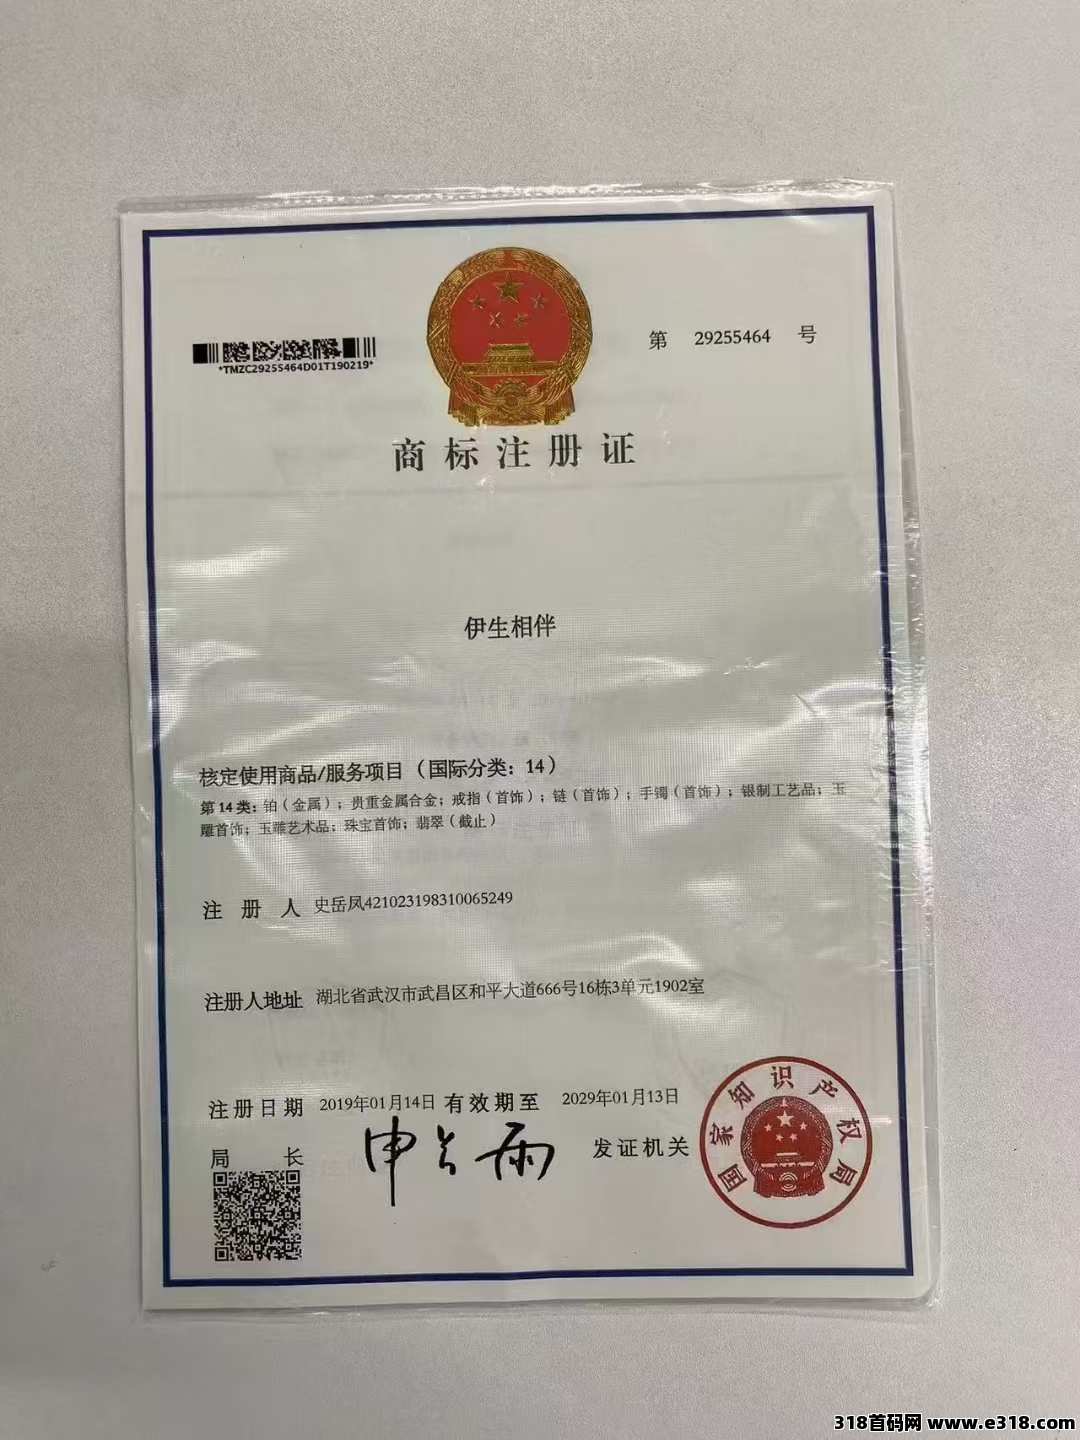 第 29255464 号
*TMZC29255464D01T190219*
商标注册证
伊生相伴
核定使用商品/服务项目（国际分类：14）
第14类：铂（金属）；贵重金属合金；戒指（首饰）；链（首饰）；手镯（首饰）；银制工艺品；玉
雕首饰；玉雕艺术品；珠宝首饰；翡翠（截止）
注册人 史岳凤421023198310065249
注册人地址 湖北省武汉市武昌区和平大道666号16栋3单元1902室
注册日期 2019年01月14日 有效期至 2029年01月13日
局长 申长雨 发证机关
国家知识产权局
318首码网 www.e318.com